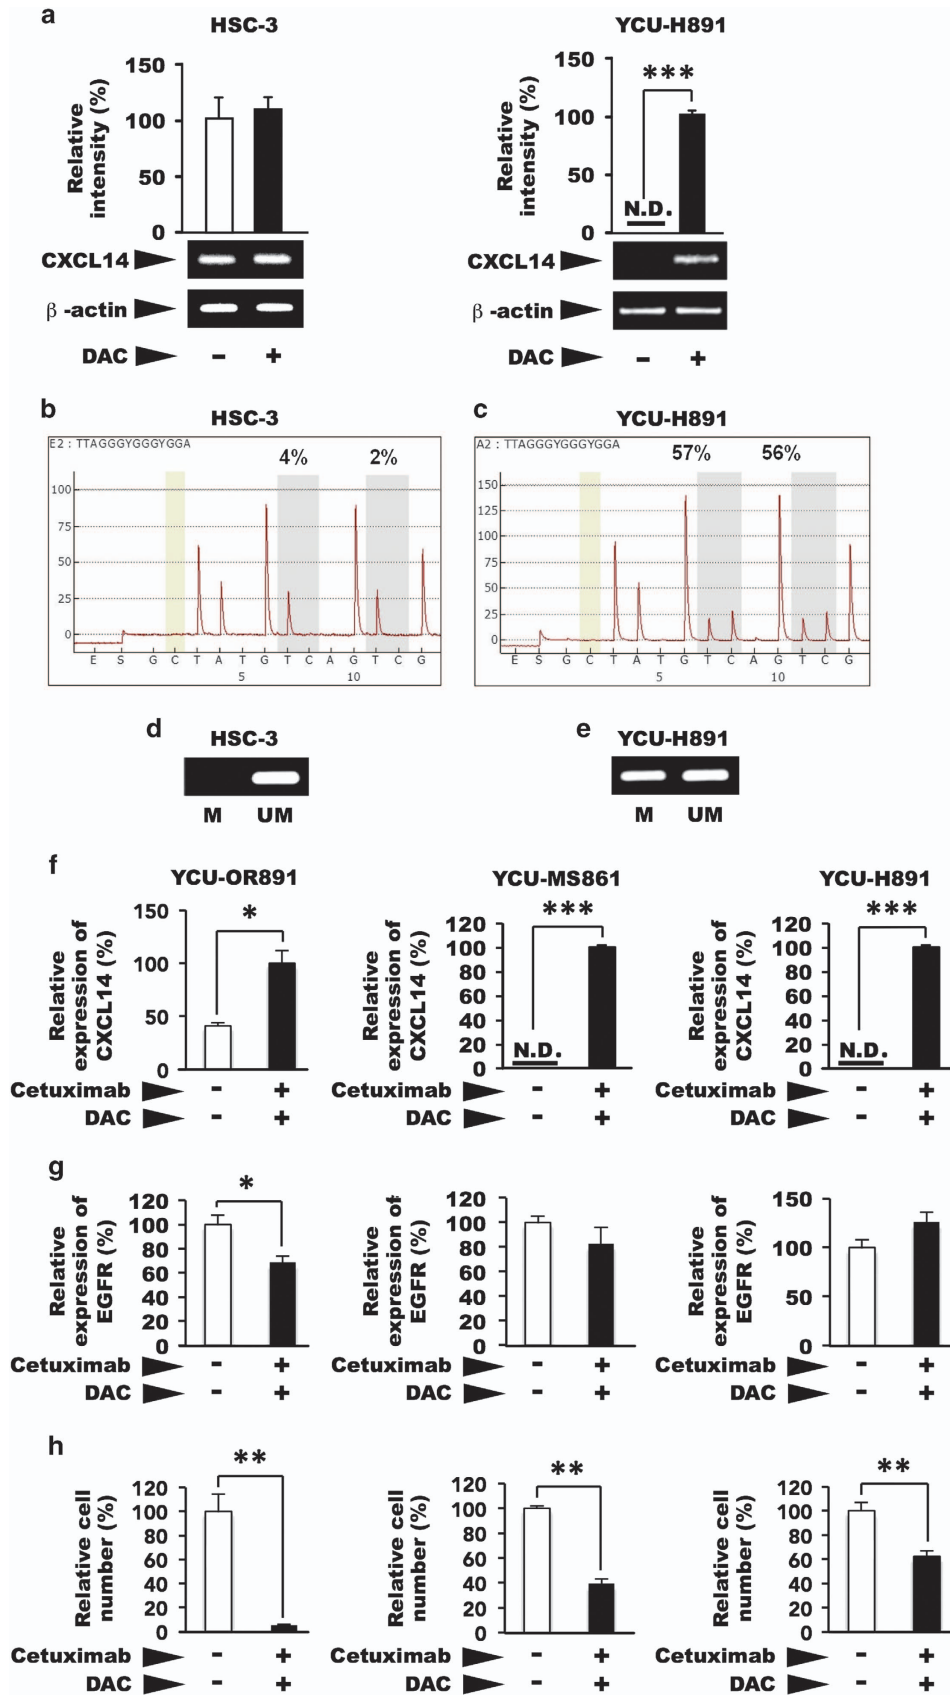 a
HSC-3
YCU-H891
Relative intensity (%)
150
100
50
0
Relative intensity (%)
150
100
50
0
***
N.D.
CXCL14
β -actin
DAC - +
CXCL14
β -actin
DAC - +
b
HSC-3
c
YCU-H891
E2 : TTAGGGYGGGYGGA
4% 2%
100
75
50
25
0
E S G C T A T G T C A G T C G
5 10
A2 : TTAGGGYGGGYGGA
57% 56%
150
125
100
75
50
25
0
E S G C T A T G T C A G T C G
5 10
d
HSC-3
M UM
e
YCU-H891
M UM
f
YCU-OR891
YCU-MS861
YCU-H891
Relative expression of CXCL14 (%)
150
100
50
0
*
Cetuximab - +
DAC - +
Relative expression of CXCL14 (%)
120
100
80
60
40
20
0
***
N.D.
Cetuximab - +
DAC - +
Relative expression of CXCL14 (%)
120
100
80
60
40
20
0
***
N.D.
Cetuximab - +
DAC - +
g
Relative expression of EGFR (%)
120
100
80
60
40
20
0
*
Cetuximab - +
DAC - +
Relative expression of EGFR (%)
120
100
80
60
40
20
0
Cetuximab - +
DAC - +
Relative expression of EGFR (%)
150
100
50
0
Cetuximab - +
DAC - +
h
Relative cell number (%)
120
100
80
60
40
20
0
**
Cetuximab - +
DAC - +
Relative cell number (%)
120
100
80
60
40
20
0
**
Cetuximab - +
DAC - +
Relative cell number (%)
120
100
80
60
40
20
0
**
Cetuximab - +
DAC - +